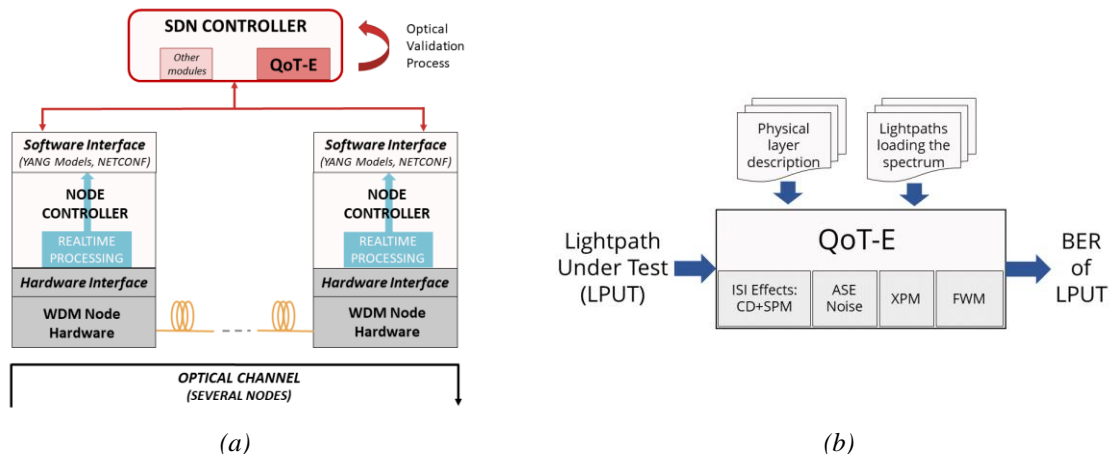 SDN CONTROLLER
Other
modules
QoT-E
Optical
Validation
Process
Software Interface
(YANG Models, NETCONF)
NODE
CONTROLLER
REALTIME
PROCESSING
Hardware Interface
WDM Node
Hardware
Software Interface
(YANG Models, NETCONF)
NODE
CONTROLLER
REALTIME
PROCESSING
Hardware Interface
WDM Node
Hardware
OPTICAL CHANNEL
(SEVERAL NODES)
(a)
Physical
layer
description
Lightpaths
loading the
spectrum
Lightpath
Under Test
(LPUT)
QoT-E
ISI Effects:
CD+SPM
ASE
Noise
XPM
FWM
BER
of
LPUT
(b)